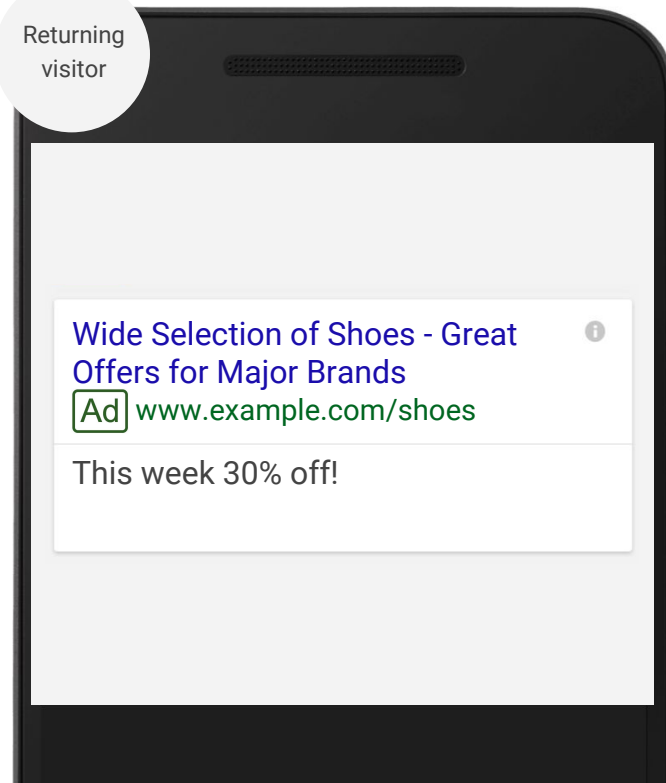 Returning
visitor
Wide Selection of Shoes - Great
Offers for Major Brands
Ad www.example.com/shoes
This week 30% off!